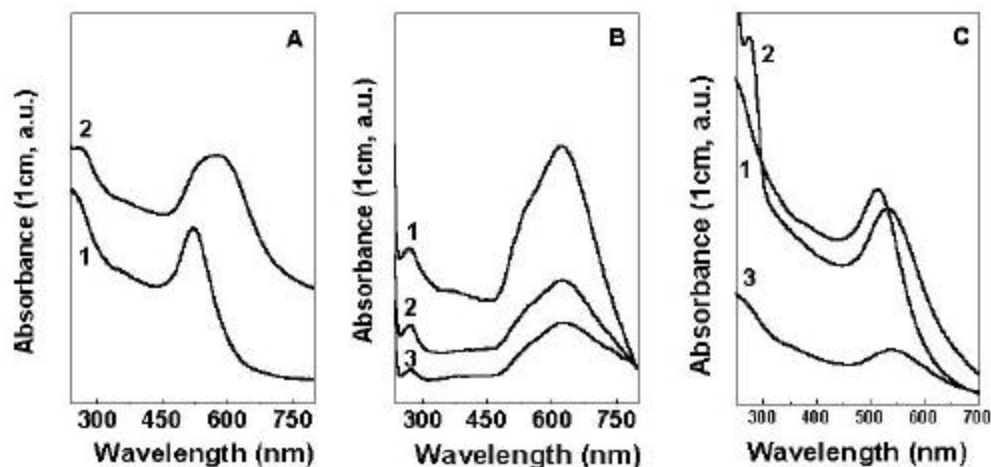 A
Absorbance (1cm, a.u.)
2
1
300 450 600 750
Wavelength (nm)
B
Absorbance (1cm, a.u.)
1
2
3
300 450 600 750
Wavelength (nm)
C
Absorbance (1cm, a.u.)
2
1
3
300 400 500 600 700
Wavelength (nm)